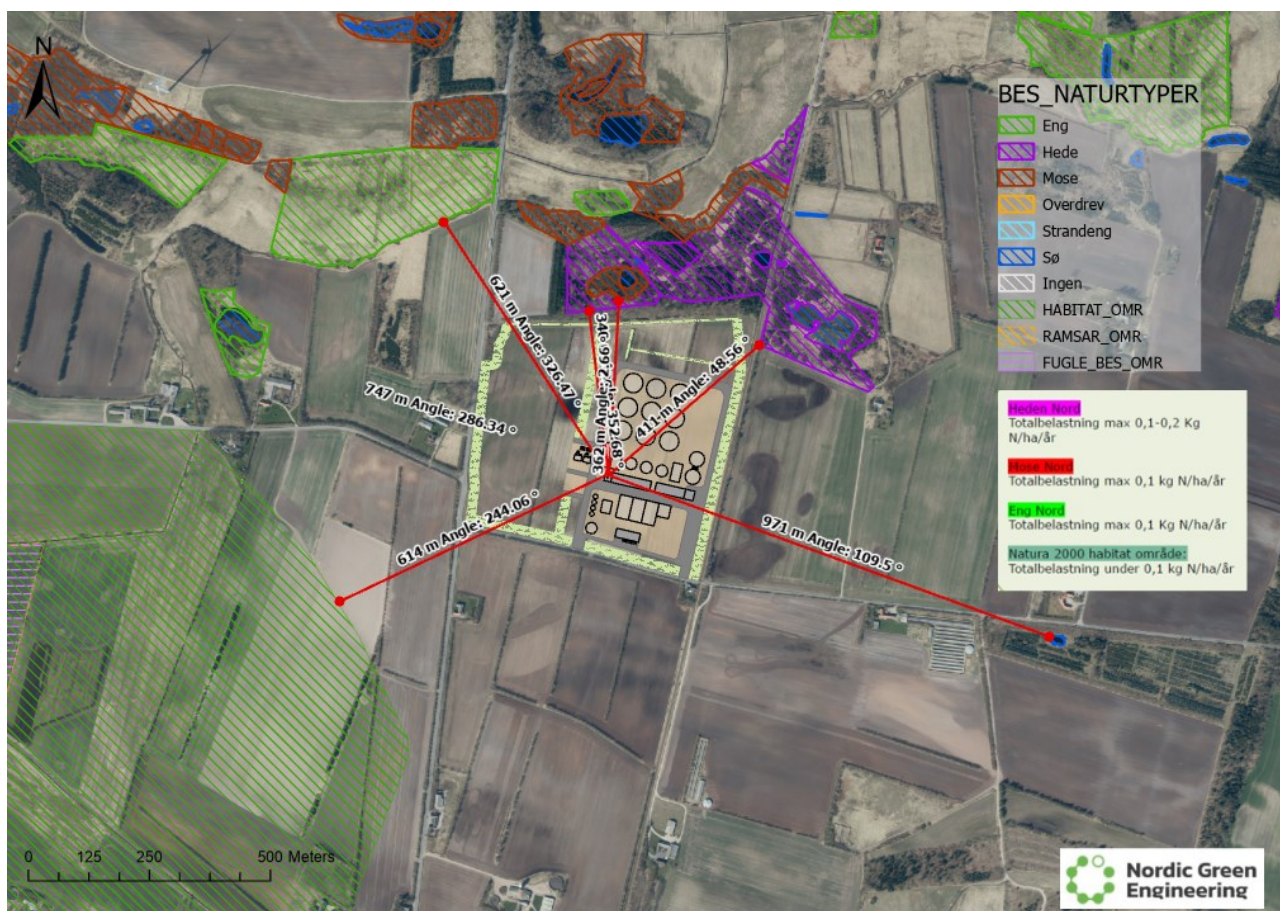 N
BES_NATURTYPER
Eng
Hede
Mose
Overdrev
Strandeng
Sø
Ingen
HABITAT_OMR
RAMSAR_OMR
FUGLE_BES_OMR
621 m Angle: 326.47 °
411 m Angle: 48.56 °
747 m Angle: 286.34 °
362 m Angle:
614 m Angle: 244.06 °
971 m Angle: 109.5 °
Heden Nord
Totalbelastning max 0,1-0,2 Kg
N/ha/år
Mose Nord
Totalbelastning max 0,1 kg N/ha/år
Eng Nord
Totalbelastning max 0,1 Kg N/ha/år
Natura 2000 habitat område:
Totalbelastning under 0,1 kg N/ha/år
0 125 250 500 Meters
Nordic Green
Engineering